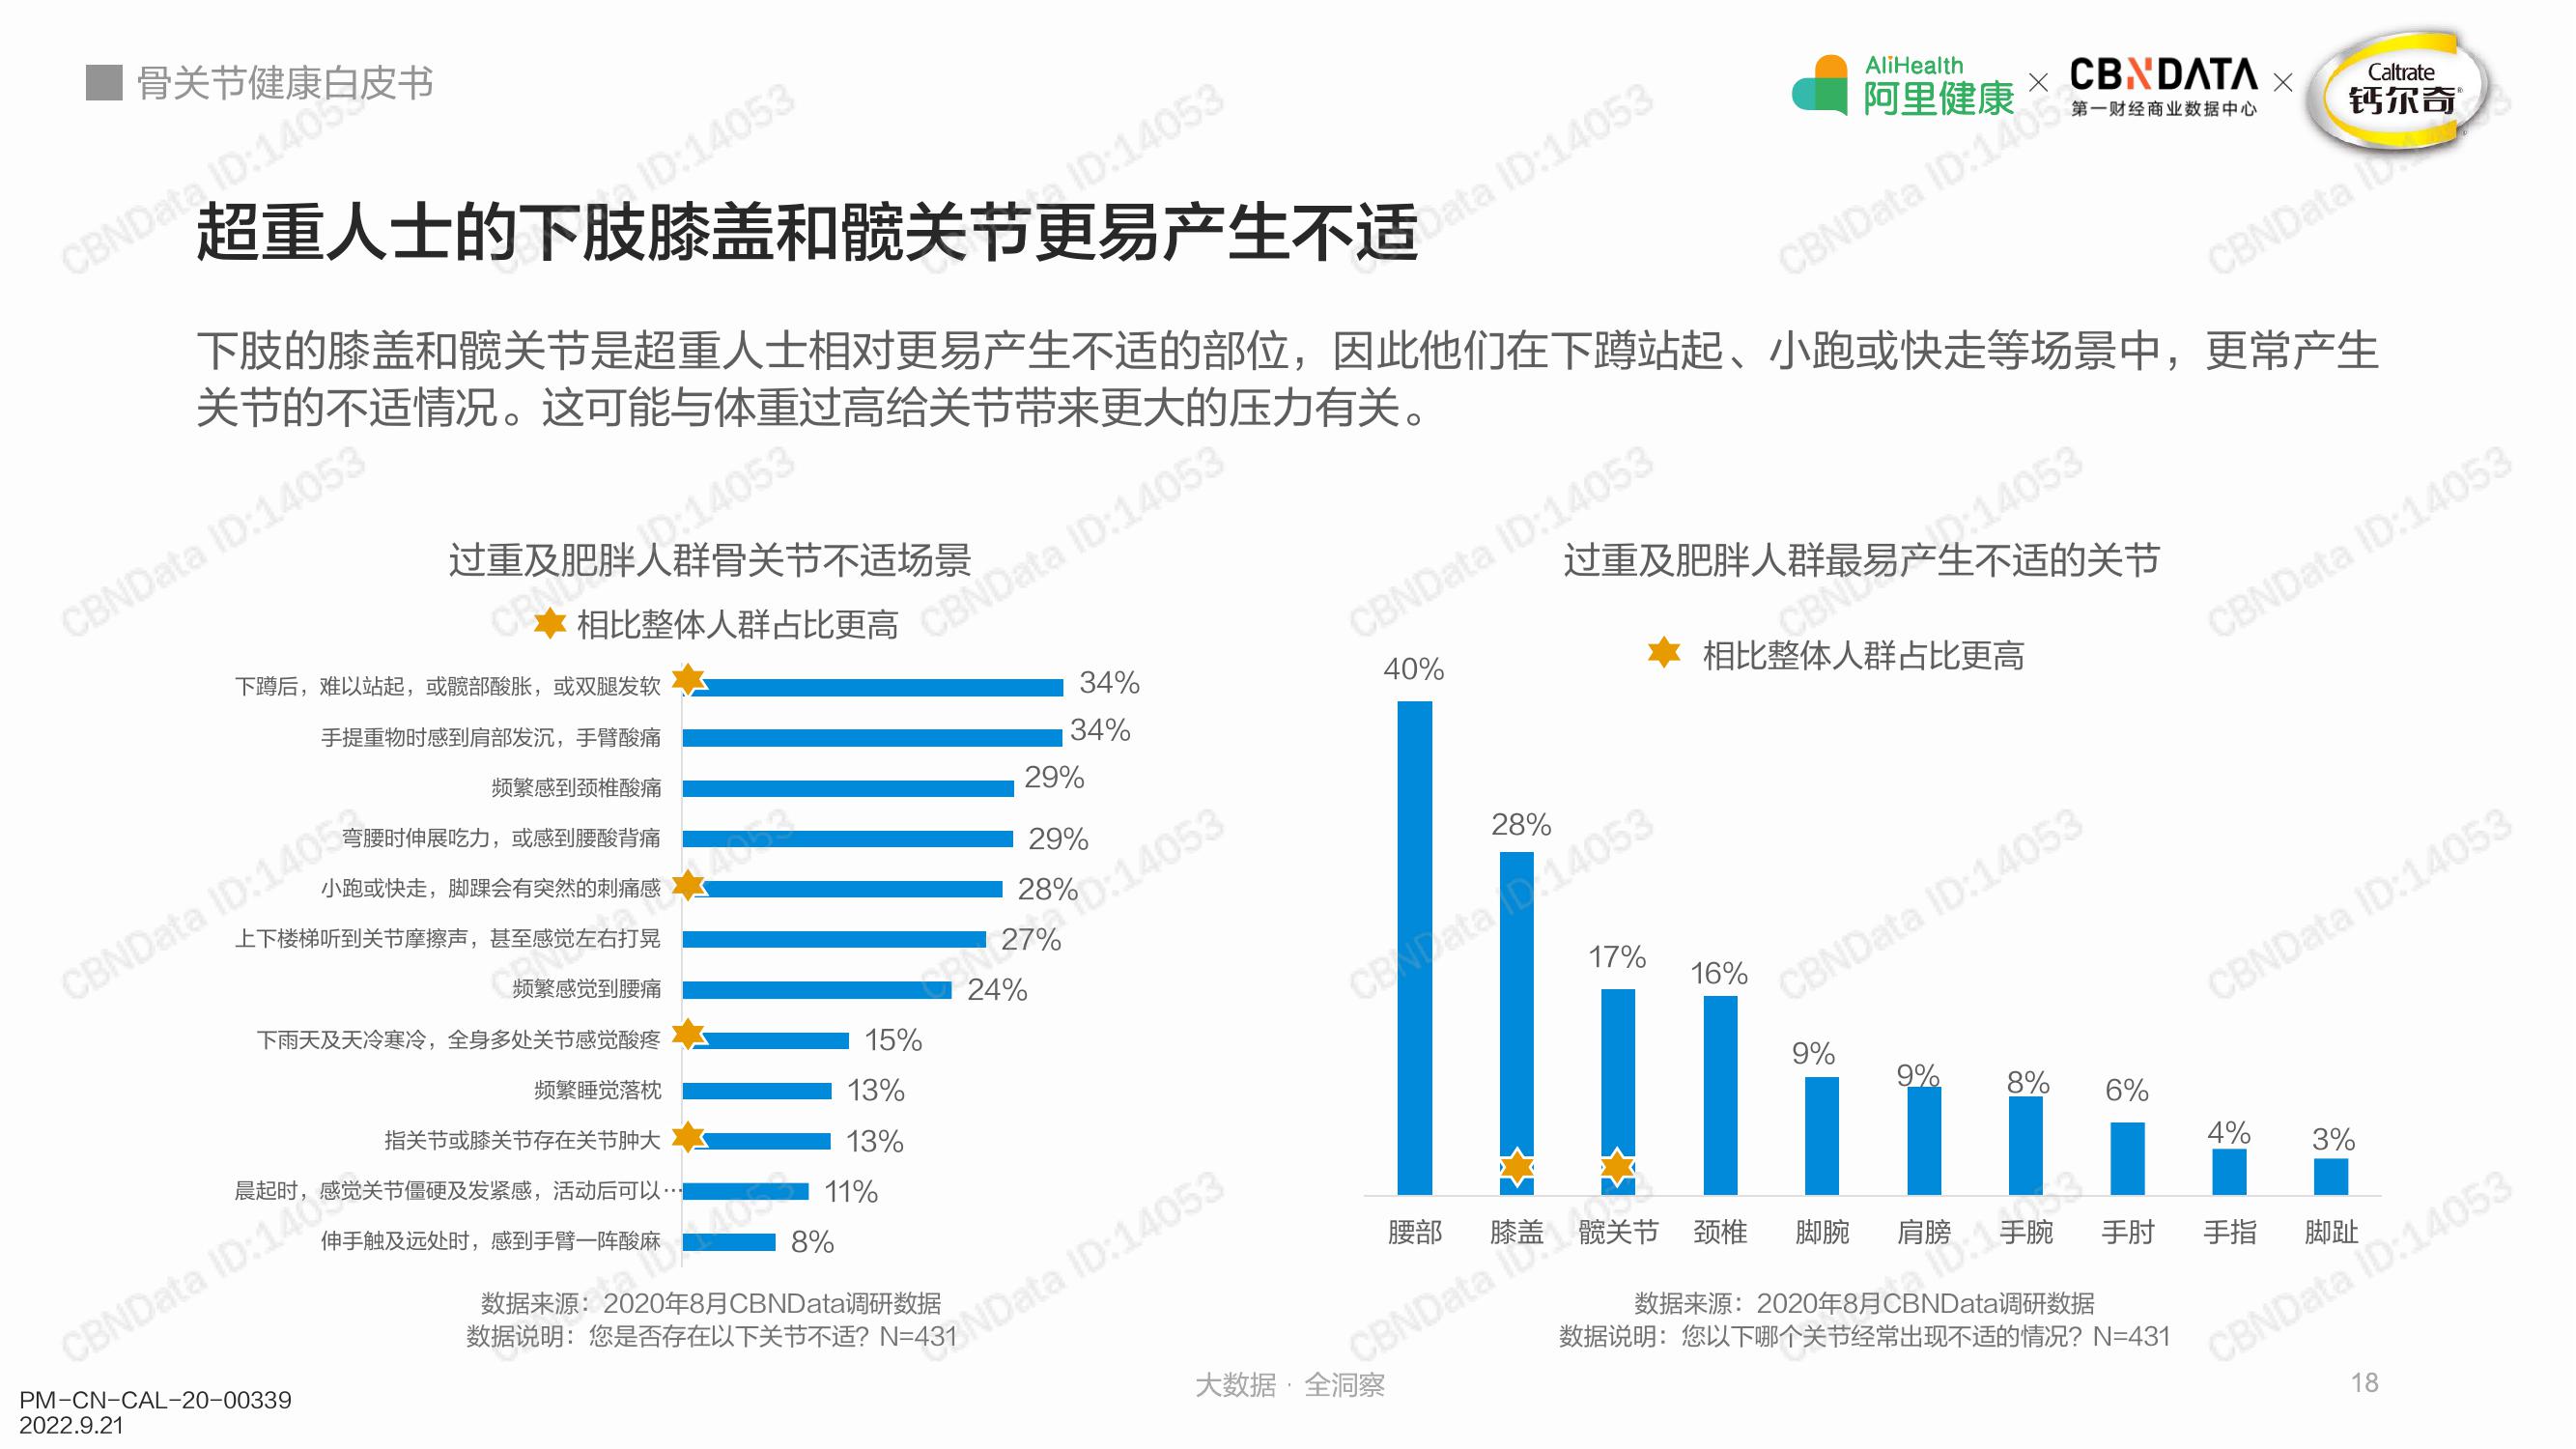 骨关节健康白皮书
AliHealth
阿里健康
×
CBNDATA
第一财经商业数据中心
×
Caltrate
钙尔奇®
超重人士的下肢膝盖和髋关节更易产生不适
下肢的膝盖和髋关节是超重人士相对更易产生不适的部位，因此他们在下蹲站起、小跑或快走等场景中，更常产生
关节的不适情况。这可能与体重过高给关节带来更大的压力有关。
过重及肥胖人群骨关节不适场景
相比整体人群占比更高
下蹲后，难以站起，或髋部酸胀，或双腿发软 34%
手提重物时感到肩部发沉，手臂酸痛 34%
频繁感到颈椎酸痛 29%
弯腰时伸展吃力，或感到腰酸背痛 29%
小跑或快走，脚踝会有突然的刺痛感 28%
上下楼梯听到关节摩擦声，甚至感觉左右打晃 27%
频繁感觉到腰痛 24%
下雨天及天冷寒冷，全身多处关节感觉酸疼 15%
频繁睡觉落枕 13%
指关节或膝关节存在关节肿大 13%
晨起时，感觉关节僵硬及发紧感，活动后可以… 11%
伸手触及远处时，感到手臂一阵酸麻 8%
数据来源：2020年8月CBNData调研数据
数据说明：您是否存在以下关节不适？N=431
过重及肥胖人群最易产生不适的关节
相比整体人群占比更高
40% 28% 17% 16% 9% 9% 8% 6% 4% 3%
腰部 膝盖 髋关节 颈椎 脚腕 肩膀 手腕 手肘 手指 脚趾
数据来源：2020年8月CBNData调研数据
数据说明：您以下哪个关节经常出现不适的情况？N=431
大数据 · 全洞察
18
PM-CN-CAL-20-00339
2022.9.21
CBNData ID:14053